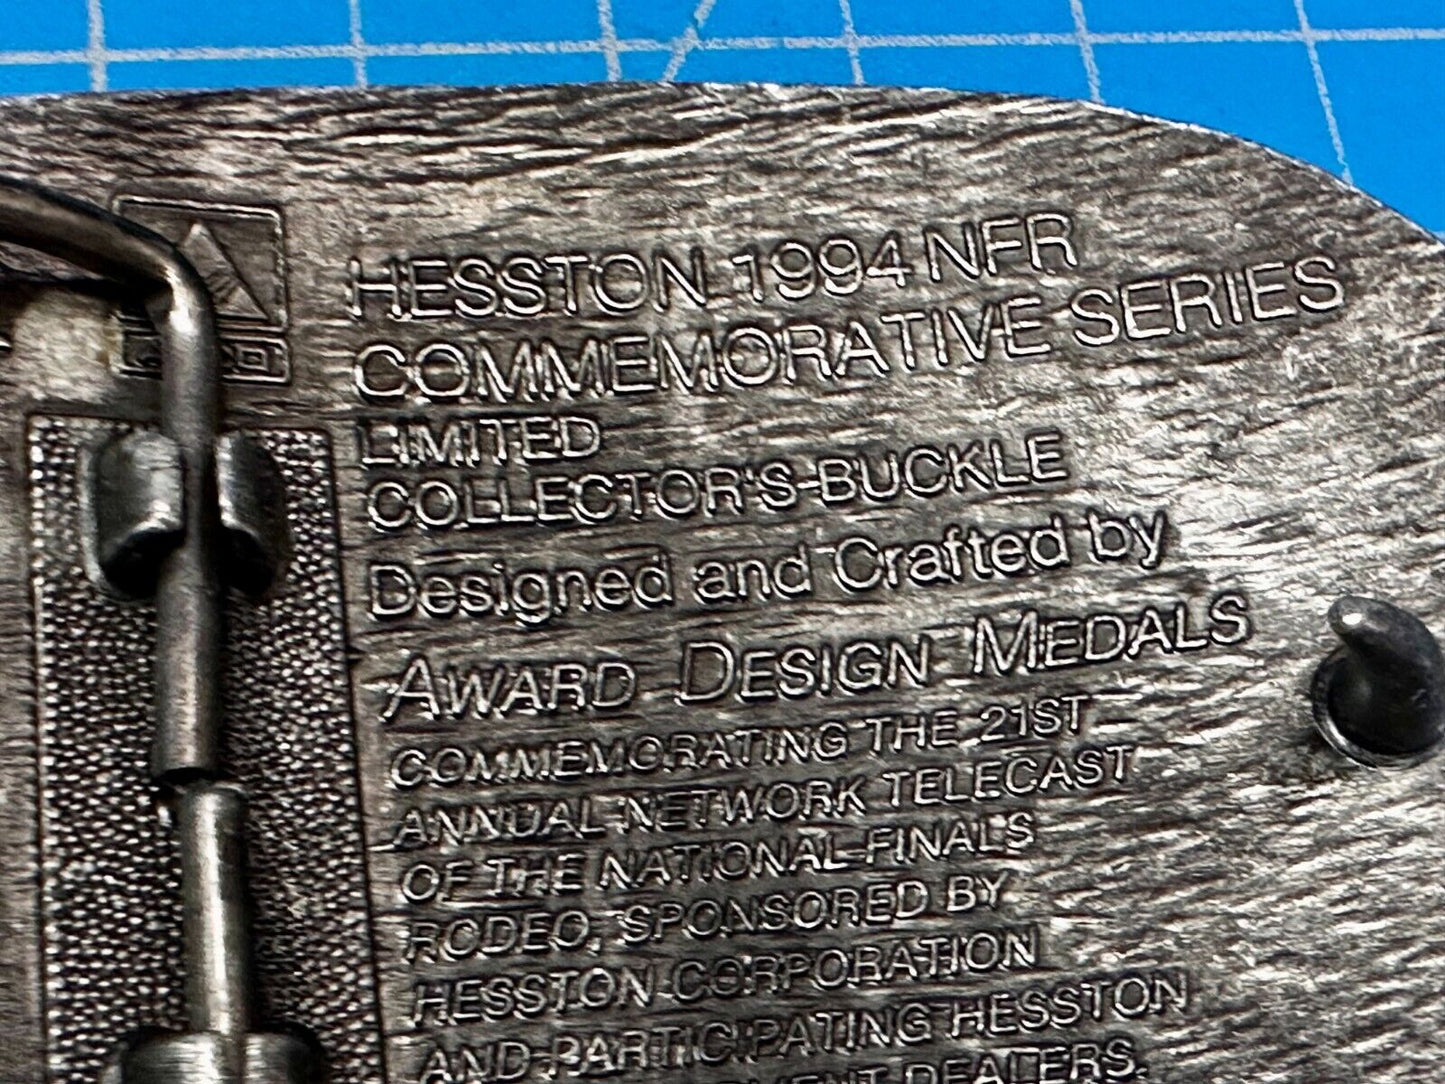 HESSTON 1994 NFR
COMMEMORATIVE SERIES
LIMITED
COLLECTOR'S BUCKLE
Designed and Crafted by
AWARD DESIGN MEDALS
COMMEMORATING THE 21ST
ANNUAL NETWORK TELECAST
OF THE NATIONAL FINALS
RODEO, SPONSORED BY
HESSTON CORPORATION
AND PARTICIPATING HESSTON
DEALERS.